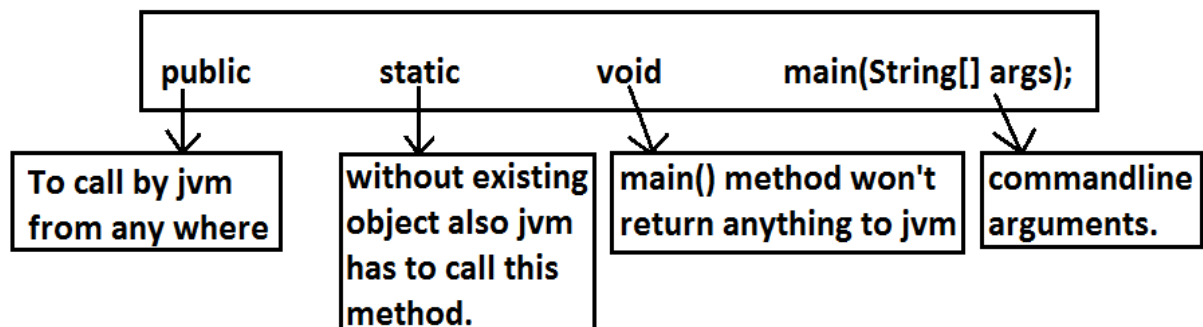 public static void main(String[] args);
To call by jvm
from any where
without existing
object also jvm
has to call this
method.
main() method won't
return anything to jvm
commandline
arguments.